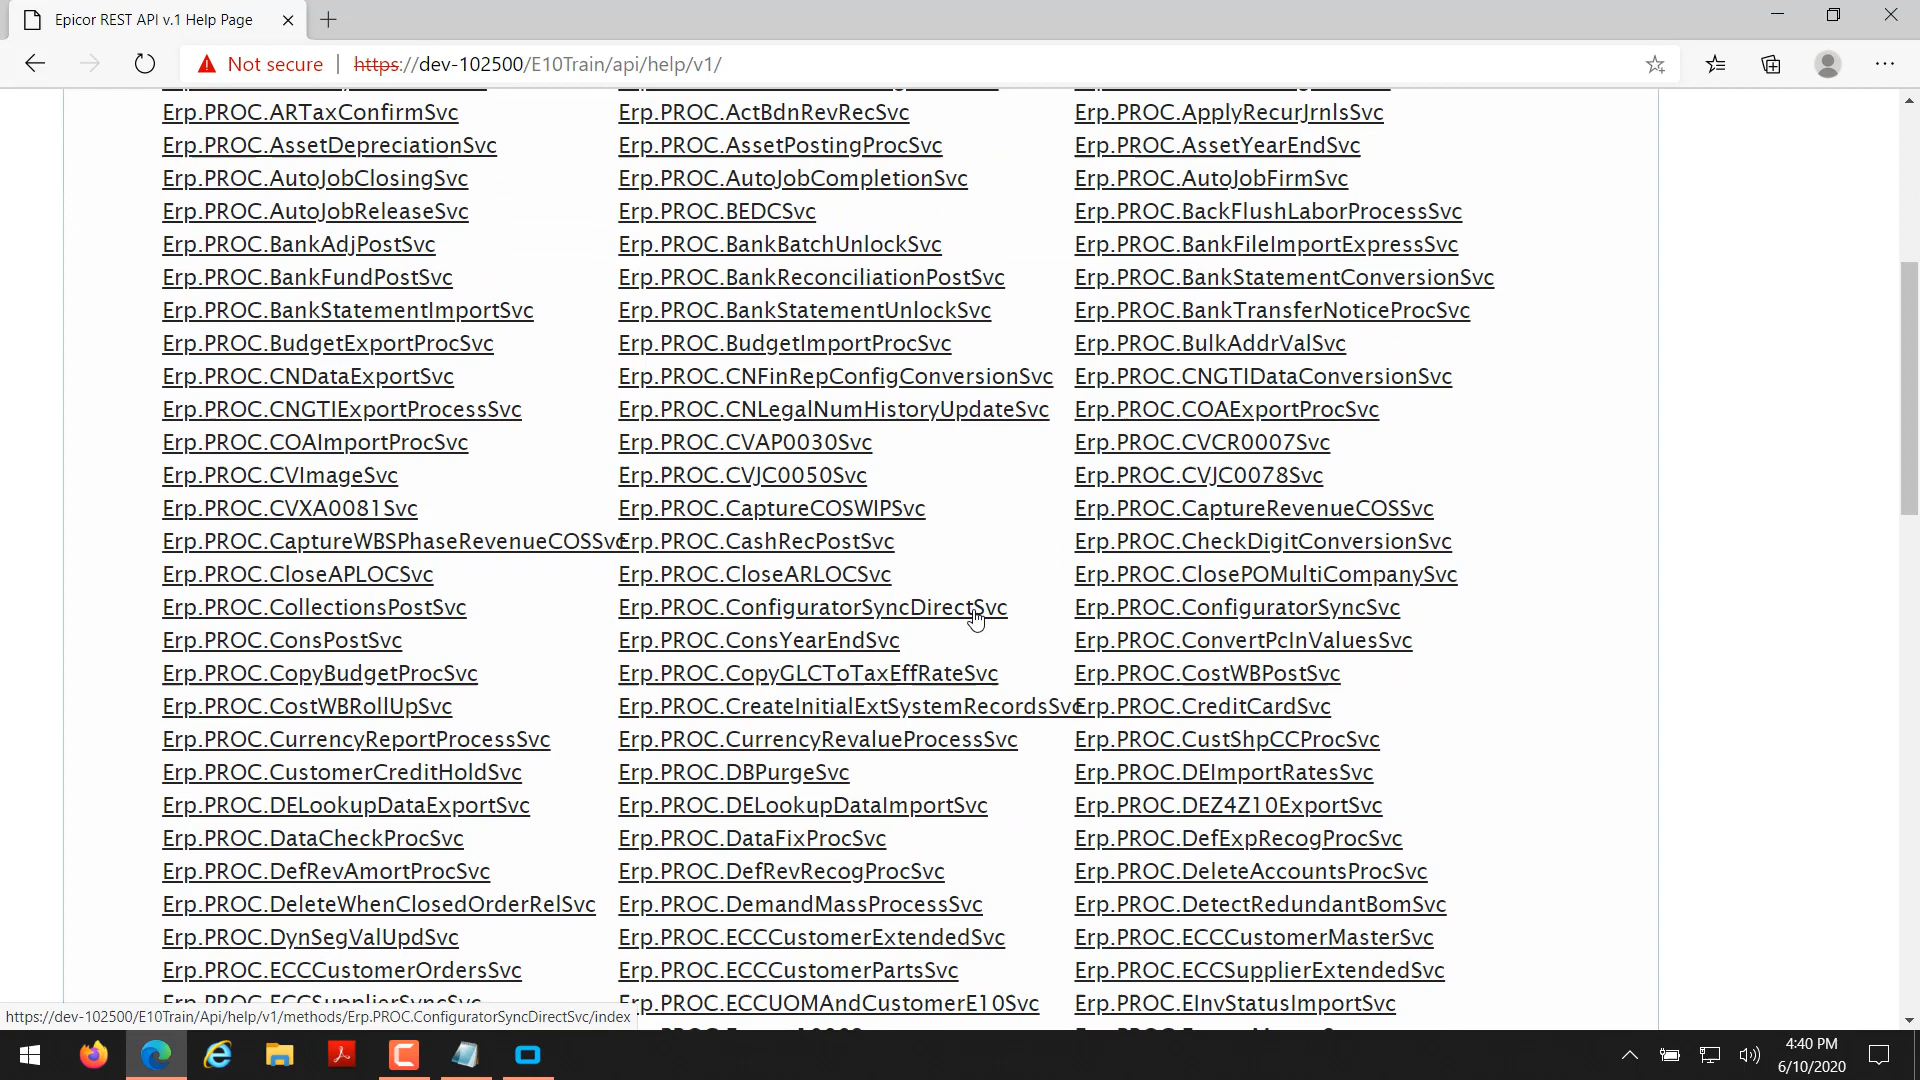 Epicor REST API v.1 Help Page
Not secure | https://dev-102500/E10Train/api/help/v1/
Erp.PROC.ARTaxConfirmSvc Erp.PROC.ActBdnRevRecSvc Erp.PROC.ApplyRecurJrnlsSvc
Erp.PROC.AssetDepreciationSvc Erp.PROC.AssetPostingProcSvc Erp.PROC.AssetYearEndSvc
Erp.PROC.AutoJobClosingSvc Erp.PROC.AutoJobCompletionSvc Erp.PROC.AutoJobFirmSvc
Erp.PROC.AutoJobReleaseSvc Erp.PROC.BEDCSvc Erp.PROC.BackFlushLaborProcessSvc
Erp.PROC.BankAdjPostSvc Erp.PROC.BankBatchUnlockSvc Erp.PROC.BankFileImportExpressSvc
Erp.PROC.BankFundPostSvc Erp.PROC.BankReconciliationPostSvc Erp.PROC.BankStatementConversionSvc
Erp.PROC.BankStatementImportSvc Erp.PROC.BankStatementUnlockSvc Erp.PROC.BankTransferNoticeProcSvc
Erp.PROC.BudgetExportProcSvc Erp.PROC.BudgetImportProcSvc Erp.PROC.BulkAddrValSvc
Erp.PROC.CNDataExportSvc Erp.PROC.CNFinRepConfigConversionSvc Erp.PROC.CNGTIDataConversionSvc
Erp.PROC.CNGTIExportProcessSvc Erp.PROC.CNLegalNumHistoryUpdateSvc Erp.PROC.COAExportProcSvc
Erp.PROC.COAImportProcSvc Erp.PROC.CVAP0030Svc Erp.PROC.CVCR0007Svc
Erp.PROC.CVImageSvc Erp.PROC.CVJC0050Svc Erp.PROC.CVJC0078Svc
Erp.PROC.CVXA0081Svc Erp.PROC.CaptureCOSWIPSvc Erp.PROC.CaptureRevenueCOSSvc
Erp.PROC.CaptureWBSPhaseRevenueCOSSvc Erp.PROC.CashRecPostSvc Erp.PROC.CheckDigitConversionSvc
Erp.PROC.CloseAPLOCSvc Erp.PROC.CloseARLOCSvc Erp.PROC.ClosePOMultiCompanySvc
Erp.PROC.CollectionsPostSvc Erp.PROC.ConfiguratorSyncDirectSvc Erp.PROC.ConfiguratorSyncSvc
Erp.PROC.ConsPostSvc Erp.PROC.ConsYearEndSvc Erp.PROC.ConvertPcInValuesSvc
Erp.PROC.CopyBudgetProcSvc Erp.PROC.CopyGLCToTaxEffRateSvc Erp.PROC.CostWBPostSvc
Erp.PROC.CostWBRollUpSvc Erp.PROC.CreateInitialExtSystemRecordsSvc Erp.PROC.CreditCardSvc
Erp.PROC.CurrencyReportProcessSvc Erp.PROC.CurrencyRevalueProcessSvc Erp.PROC.CustShpCCProcSvc
Erp.PROC.CustomerCreditHoldSvc Erp.PROC.DBPurgeSvc Erp.PROC.DEImportRatesSvc
Erp.PROC.DELookupDataExportSvc Erp.PROC.DELookupDataImportSvc Erp.PROC.DEZ4Z10ExportSvc
Erp.PROC.DataCheckProcSvc Erp.PROC.DataFixProcSvc Erp.PROC.DefExpRecogProcSvc
Erp.PROC.DefRevAmortProcSvc Erp.PROC.DefRevRecogProcSvc Erp.PROC.DeleteAccountsProcSvc
Erp.PROC.DeleteWhenClosedOrderRelSvc Erp.PROC.DemandMassProcessSvc Erp.PROC.DetectRedundantBomSvc
Erp.PROC.DynSegValUpdSvc Erp.PROC.ECCCustomerExtendedSvc Erp.PROC.ECCCustomerMasterSvc
Erp.PROC.ECCCustomerOrdersSvc Erp.PROC.ECCCustomerPartsSvc Erp.PROC.ECCSupplierExtendedSvc
Erp.PROC.ECCSupplierSyncSvc Erp.PROC.ECCUOMAndCustomerE10Svc Erp.PROC.EInvStatusImportSvc
https://dev-102500/E10Train/Api/help/v1/methods/Erp.PROC.ConfiguratorSyncDirectSvc/index
4:40 PM
6/10/2020